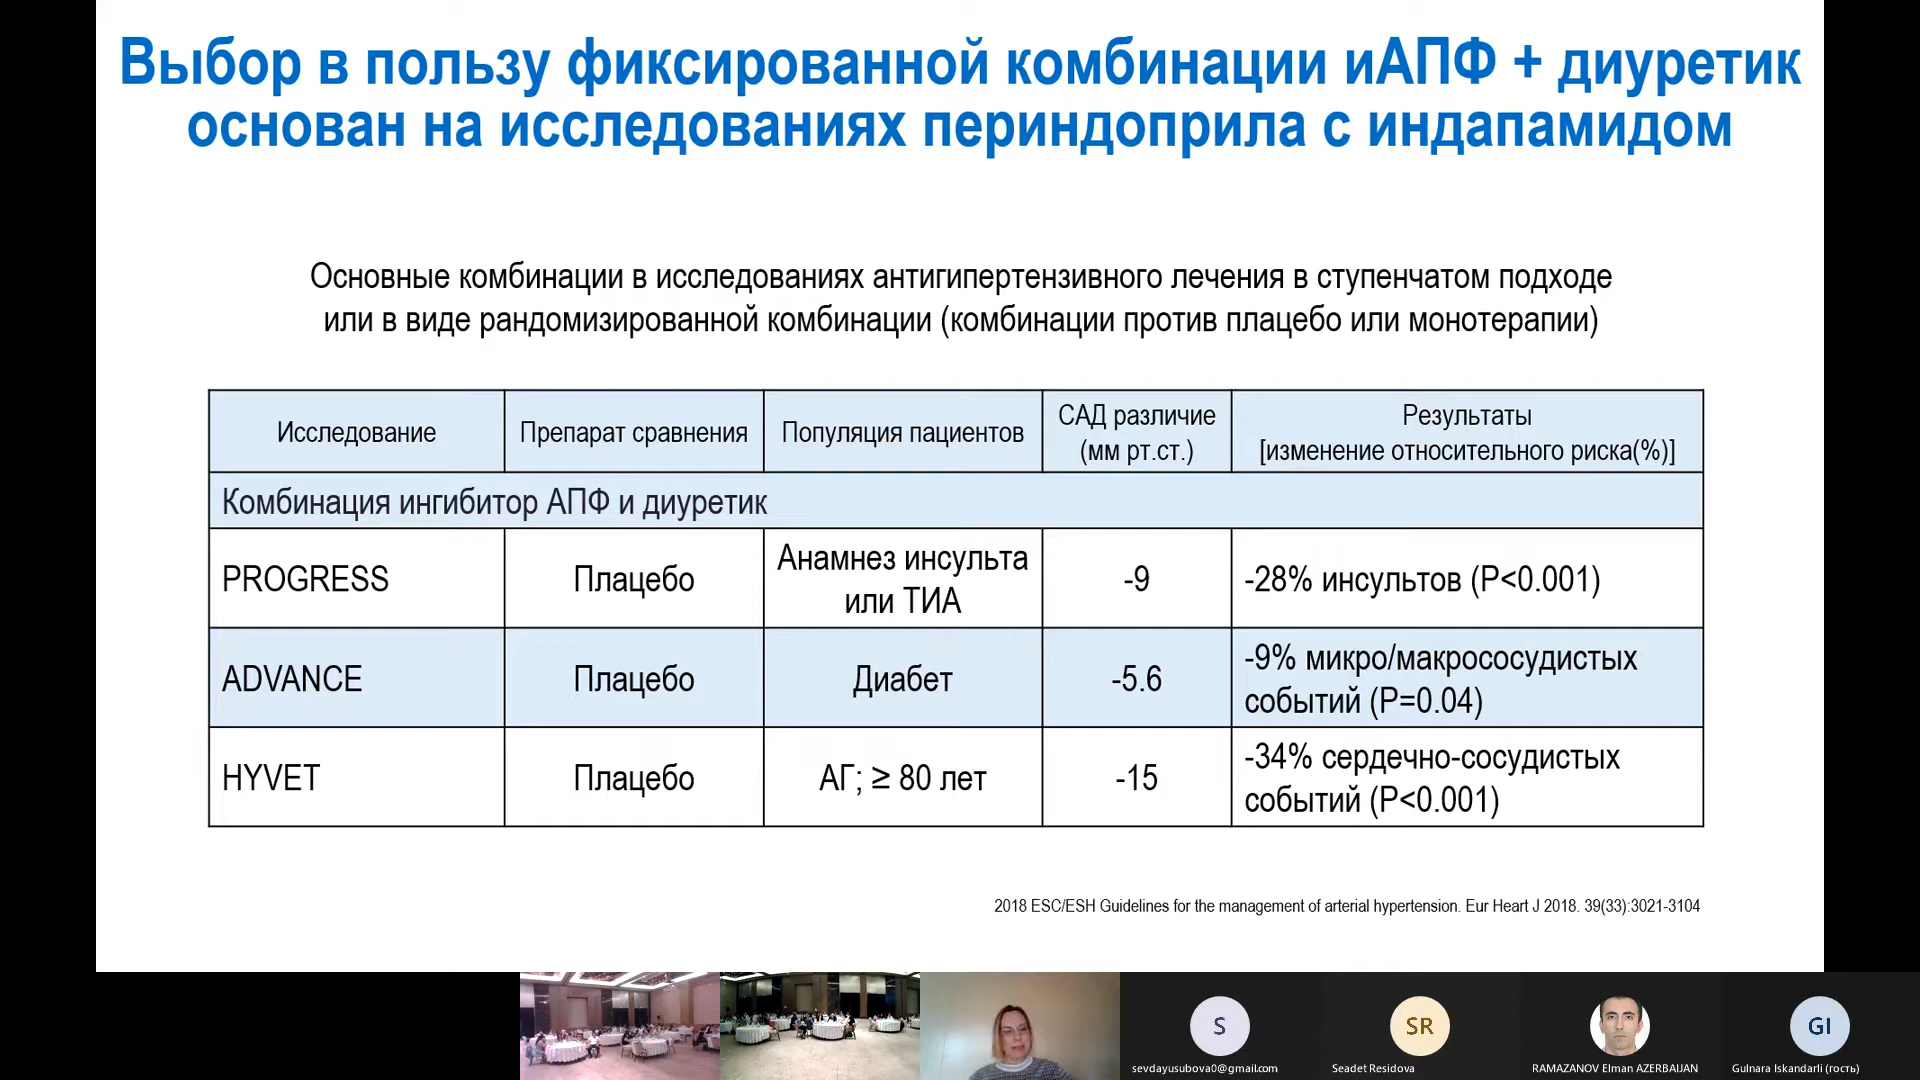 Выбор в пользу фиксированной комбинации иАПФ + диуретик
основан на исследованиях периндоприла с индапамидом
Основные комбинации в исследованиях антигипертензивного лечения в ступенчатом подходе
или в виде рандомизированной комбинации (комбинации против плацебо или монотерапии)
Исследование
Препарат сравнения
Популяция пациентов
САД различие
(мм рт.ст.)
Результаты
[изменение относительного риска(%)]
Комбинация ингибитор АПФ и диуретик
PROGRESS
Плацебо
Анамнез инсульта
или ТИА
-9
-28% инсультов (P<0.001)
ADVANCE
Плацебо
Диабет
-5.6
-9% микро/макрососудистых
событий (P=0.04)
HYVET
Плацебо
АГ; ≥ 80 лет
-15
-34% сердечно-сосудистых
событий (P<0.001)
2018 ESC/ESH Guidelines for the management of arterial hypertension. Eur Heart J 2018. 39(33):3021-3104
S
sevdayusubova0@gmail.com
SR
Seadet Residova
RAMAZANOV Elman AZERBAIJAN
GI
Gulnara Iskandarli (гость)